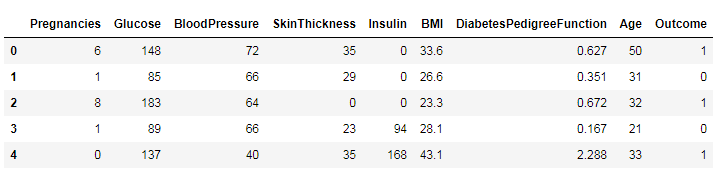 Pregnancies Glucose BloodPressure SkinThickness Insulin BMI DiabetesPedigreeFunction Age Outcome
0 6 148 72 35 0 33.6 0.627 50 1
1 1 85 66 29 0 26.6 0.351 31 0
2 8 183 64 0 0 23.3 0.672 32 1
3 1 89 66 23 94 28.1 0.167 21 0
4 0 137 40 35 168 43.1 2.288 33 1